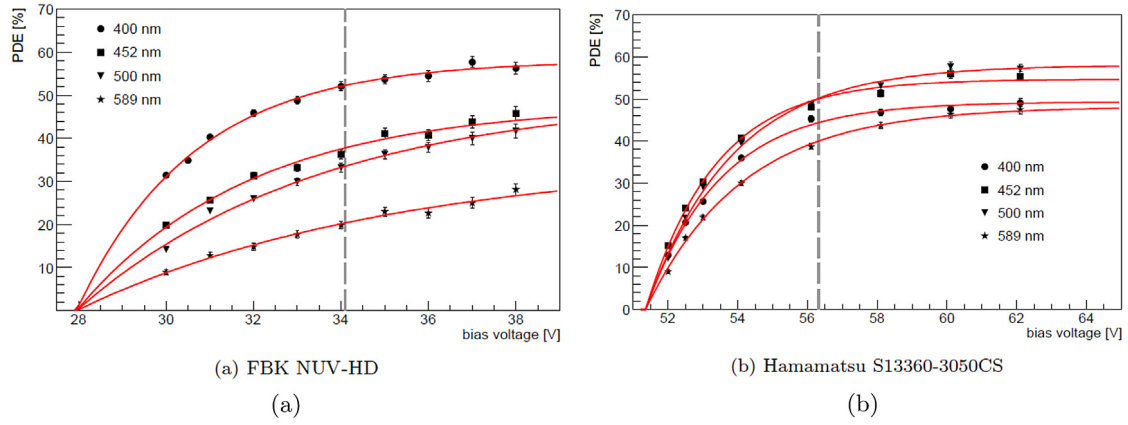 PDE [%]
70
60
50
40
30
20
10
400 nm
452 nm
500 nm
589 nm
28
30
32
34
36
38
bias voltage [V]
(a) FBK NUV-HD
(a)
PDE [%]
70
60
50
40
30
20
10
0
400 nm
452 nm
500 nm
589 nm
52
54
56
58
60
62
64
bias voltage [V]
(b) Hamamatsu S13360-3050CS
(b)